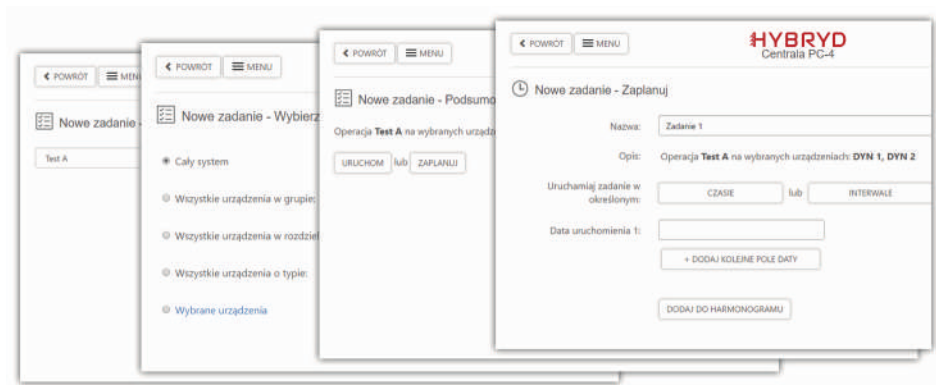 POWRÓT MENU
Nowe zadanie -
Test A
POWRÓT MENU
Nowe zadanie - Wybierz
Cały system
Wszystkie urządzenia w grupie:
Wszystkie urządzenia w rozdziel
Wszystkie urządzenia o typie:
Wybrane urządzenia
POWRÓT MENU
Nowe zadanie - Podsumo
Operacja Test A na wybranych urządz
URUCHOM lub ZAPLANUJ
POWRÓT MENU
HYBRYD
Centrala PC-4
Nowe zadanie - Zaplanuj
Nazwa: Zadanie 1
Opis: Operacja Test A na wybranych urządzeniach: DYN 1, DYN 2
Uruchamiaj zadanie w
określonym: CZASIE lub INTERWALE
Data uruchomienia 1:
+ DODAJ KOLEJNE POLE DATY
DODAJ DO HARMONOGRAMU